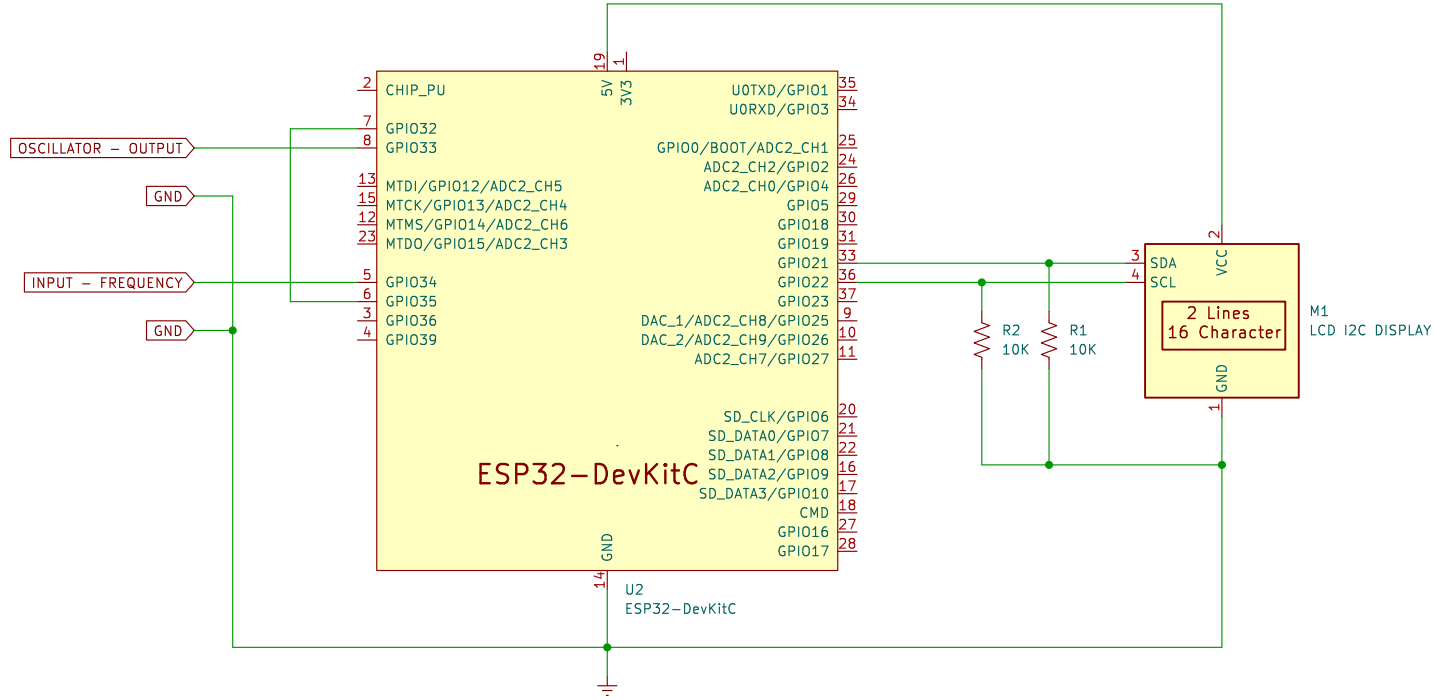 19
1
5V
3V3
2
CHIP_PU
U0TXD/GPIO1
35
U0RXD/GPIO3
34
7
GPIO32
OSCILLATOR - OUTPUT
8
GPIO33
GPIO0/BOOT/ADC2_CH1
25
ADC2_CH2/GPIO2
24
13
MTDI/GPIO12/ADC2_CH5
ADC2_CH0/GPIO4
26
GND
15
MTCK/GPIO13/ADC2_CH4
GPIO5
29
12
MTMS/GPIO14/ADC2_CH6
GPIO18
30
23
MTDO/GPIO15/ADC2_CH3
GPIO19
31
GPIO21
33
INPUT - FREQUENCY
5
GPIO34
GPIO22
36
6
GPIO35
GPIO23
37
3
GPIO36
DAC_1/ADC2_CH8/GPIO25
9
GND
4
GPIO39
DAC_2/ADC2_CH9/GPIO26
10
ADC2_CH7/GPIO27
11
SD_CLK/GPIO6
20
SD_DATA0/GPIO7
21
SD_DATA1/GPIO8
22
ESP32-DevKitC
SD_DATA2/GPIO9
16
SD_DATA3/GPIO10
17
CMD
18
GPIO16
27
GPIO17
28
GND
14
U2
ESP32-DevKitC
R2
10K
R1
10K
2
VCC
3
SDA
4
SCL
2 Lines
16 Character
GND
1
M1
LCD I2C DISPLAY